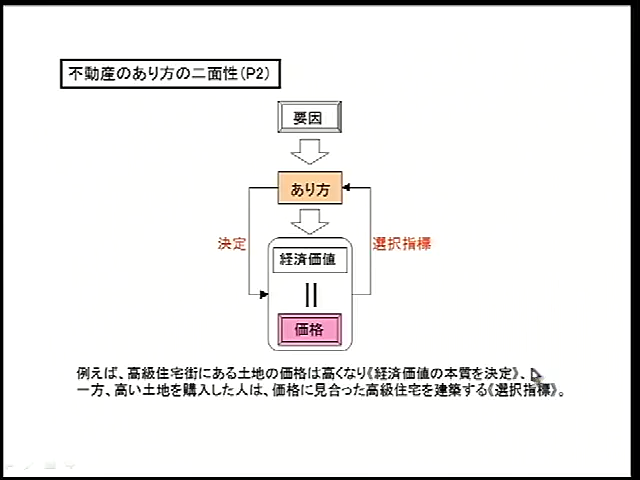 不動産のあり方の二面性(P2)
要因
あり方
決定
選択指標
経済価値
||
価格
例えば、高級住宅街にある土地の価格は高くなり《経済価値の本質を決定》、
一方、高い土地を購入した人は、価格に見合った高級住宅を建築する《選択指標》。